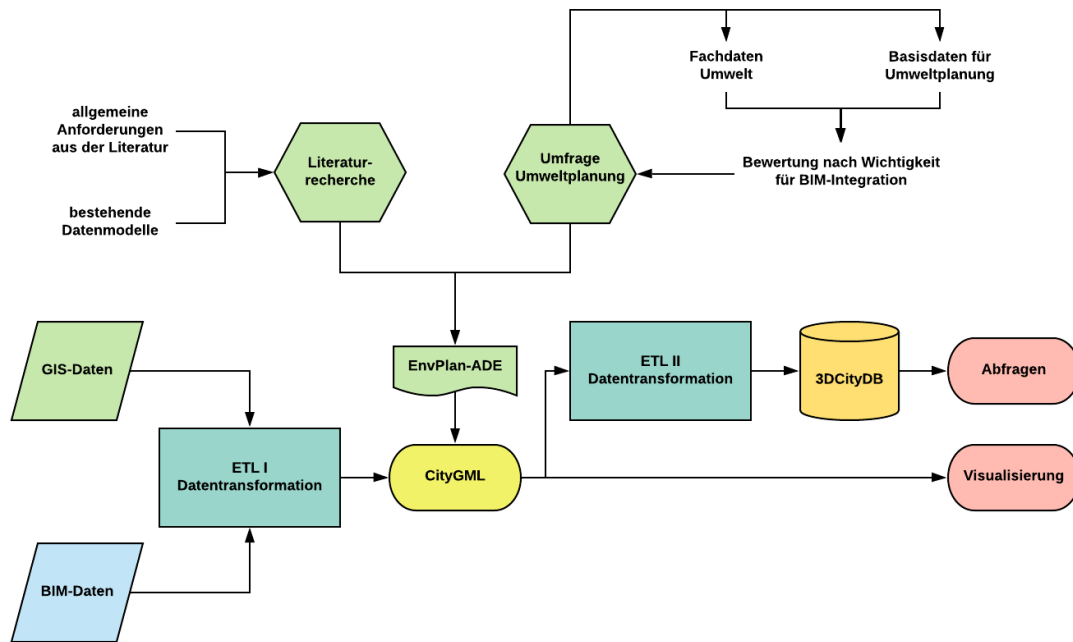 Fachdaten
Umwelt
Basisdaten für
Umweltplanung
allgemeine
Anforderungen
aus der Literatur
Literatur-
recherche
Umfrage
Umweltplanung
Bewertung nach Wichtigkeit
für BIM-Integration
bestehende
Datenmodelle
GIS-Daten
EnvPlan-ADE
ETL II
Datentransformation
3DCityDB
Abfragen
ETL I
Datentransformation
CityGML
Visualisierung
BIM-Daten